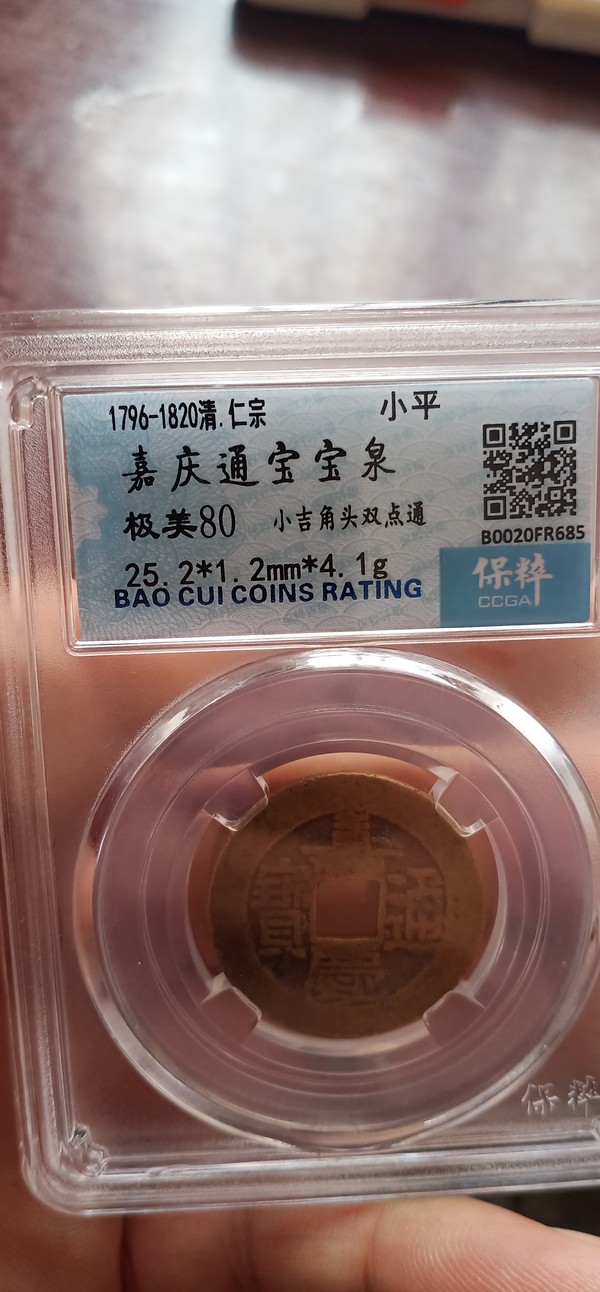 1796-1820清.仁宗 小平
嘉庆通宝宝泉
极美80 小吉角头双点通
B0020FR685
25.2*1.2mm*4.1g
BAO CUI COINS RATING
保粹
CCGA
嘉
通
寳
慶
保粹